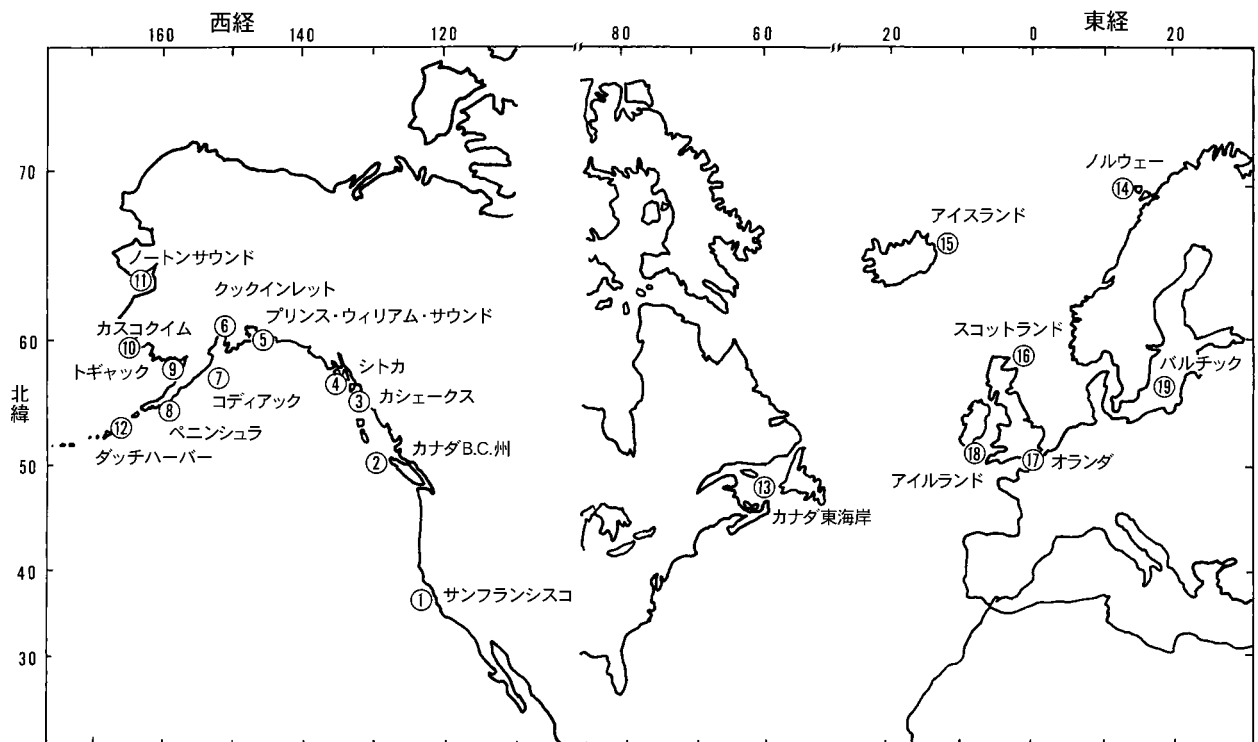 西経
東経
160
140
120
80
60
20
0
20
70
60
50
40
30
北緯
ノルウェー
⑭
アイスランド
⑮
ノートンサウンド
⑪
クックインレット
⑥
プリンス・ウィリアム・サウンド
⑤
カスコクイム
⑩
トギャック
⑨
シトカ
④
カシェークス
③
コディアック
⑦
ペニンシュラ
⑧
ダッチハーバー
⑫
カナダB.C.州
②
スコットランド
⑯
バルチック
⑲
アイルランド
⑱
⑰ オランダ
⑬
カナダ東海岸
① サンフランシスコ